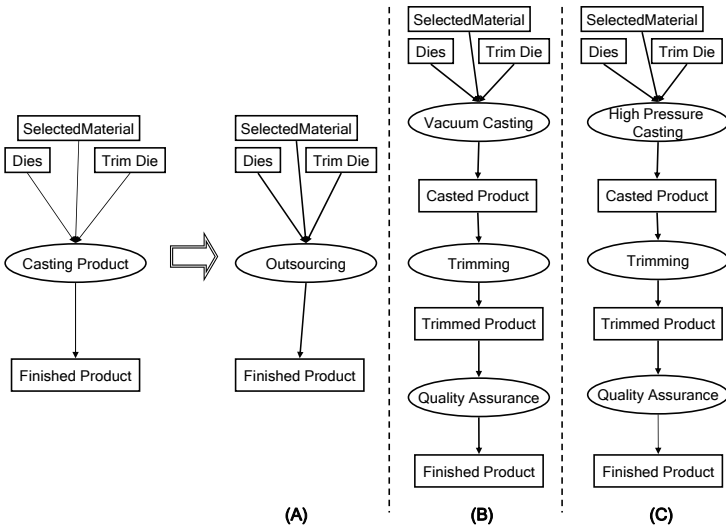 SelectedMaterial
Dies
Trim Die
Casting Product
Finished Product
SelectedMaterial
Dies
Trim Die
Outsourcing
Finished Product
(A)
SelectedMaterial
Dies
Trim Die
Vacuum Casting
Casted Product
Trimming
Trimmed Product
Quality Assurance
Finished Product
(B)
SelectedMaterial
Dies
Trim Die
High Pressure
Casting
Casted Product
Trimming
Trimmed Product
Quality Assurance
Finished Product
(C)